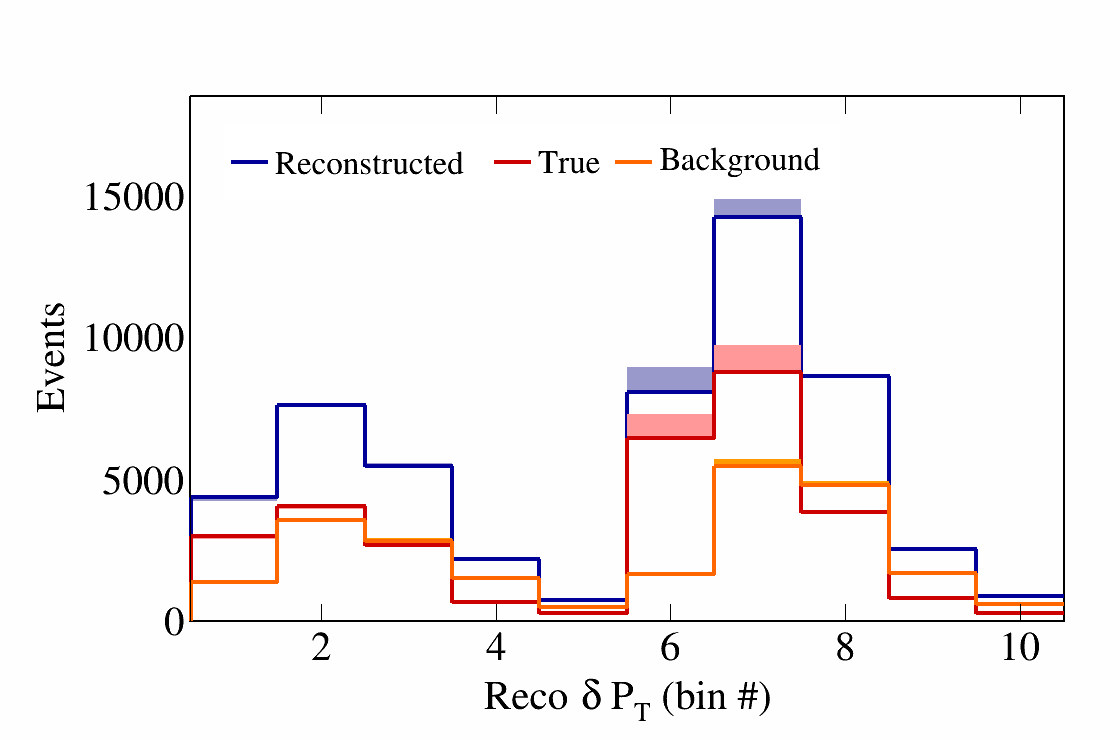 Reconstructed True Background
15000
10000
5000
0
Events
2 4 6 8 10
Reco δ P_T (bin #)